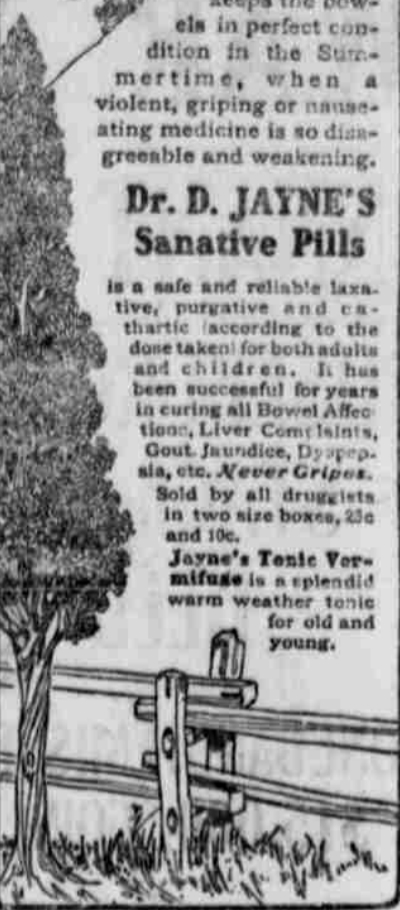 keeps the bow-
els in perfect con-
dition in the Sum-
mertime, when a
violent, griping or nause-
ating medicine is so disa-
greeable and weakening.
Dr. D. JAYNE'S
Sanative Pills
is a safe and reliable laxa-
tive, purgative and ca-
thartic (according to the
dose taken) for both adults
and children. It has
been successful for years
in curing all Bowel Affec-
tions, Liver Complaints,
Gout, Jaundice, Dyspep-
sia, etc. Never Gripes.
Sold by all druggists
in two size boxes, 25c
and 10c.
Jayne's Tonic Ver-
mifuge is a splendid
warm weather tonic
for old and
young.